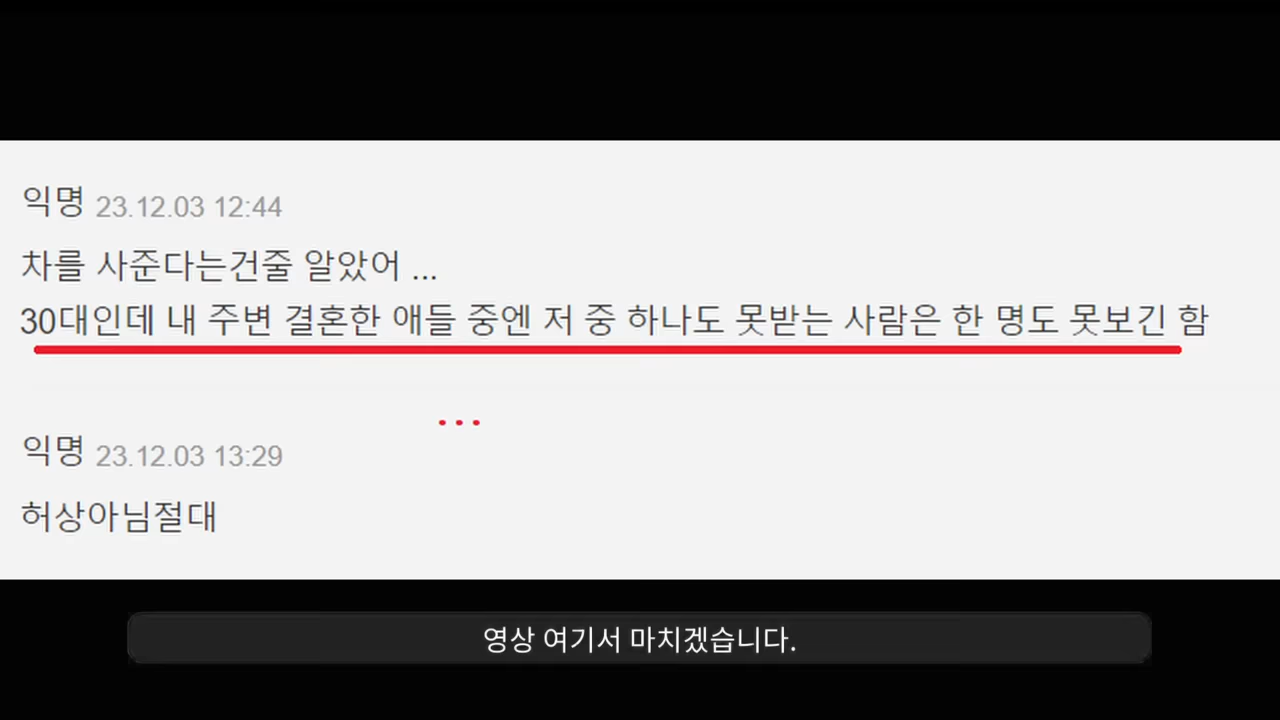 익명 23.12.03 12:44
차를 사준다는건줄 알았어 ...
30대인데 내 주변 결혼한 애들 중엔 저 중 하나도 못받는 사람은 한 명도 못보긴 함
...
익명 23.12.03 13:29
허상아님절대
영상 여기서 마치겠습니다.